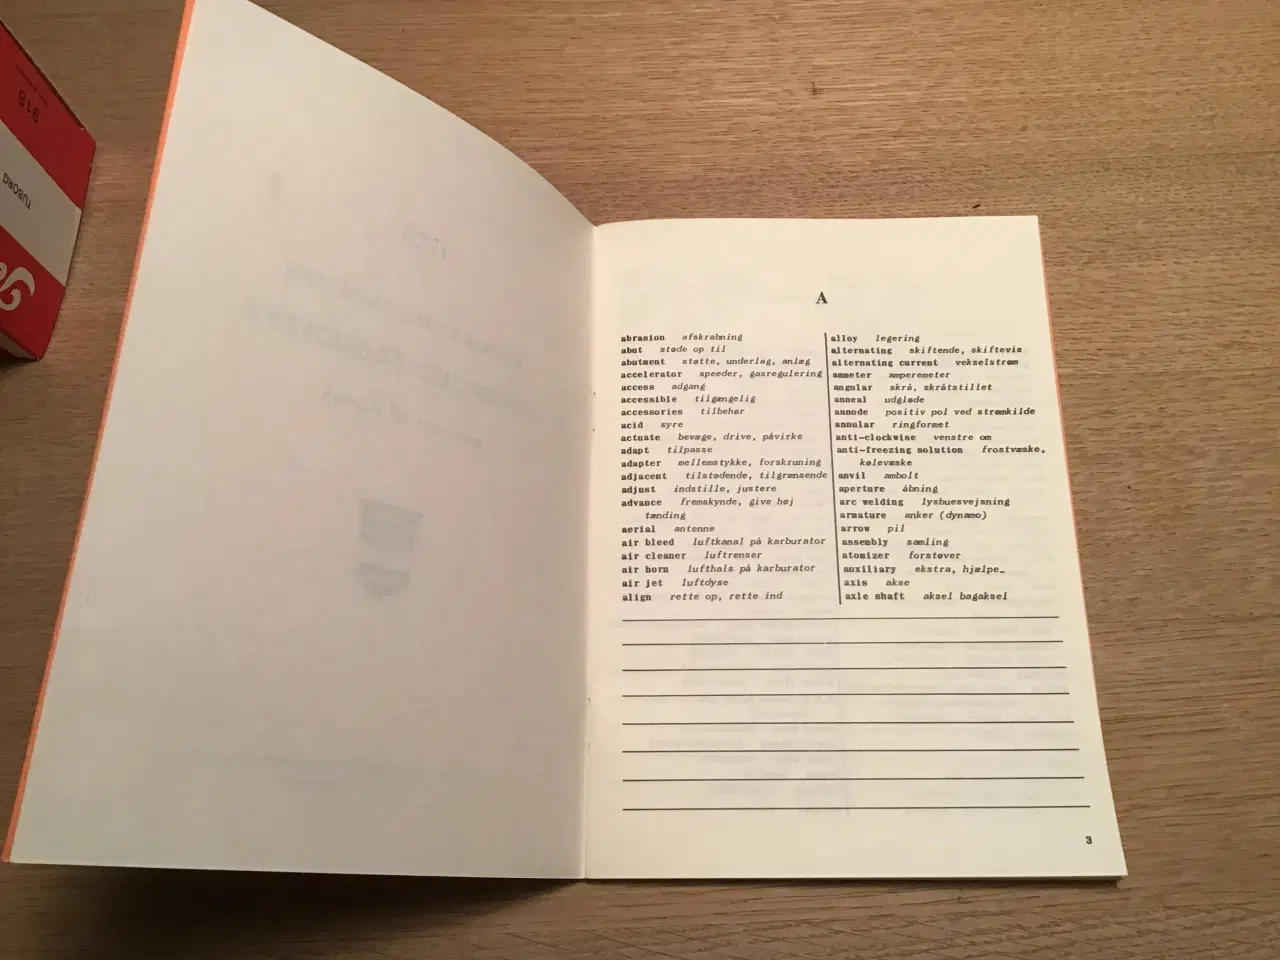 918
TUBORG
A
abrasion afskrabning
abut støde op til
abutment støtte, underlag, anlæg
accelerator speeder, gasregulering
access adgang
accessible tilgængelig
accessories tilbehør
acid syre
actuate bevæge, drive, påvirke
adapt tilpasse
adapter mellemstykke, forskruning
adjacent tilstødende, tilgrænsende
adjust indstille, justere
advance fremskynde, give høj
tænding
aerial antenne
air bleed luftkanal på karburator
air cleaner luftrenser
air horn lufthals på karburator
air jet luftdyse
align rette op, rette ind
alloy legering
alternating skiftende, skiftevis
alternating current vekselstrøm
ammeter amperemeter
angular skrå, skråtstillet
anneal udgløde
annode positiv pol ved strømkilde
annular ringformet
anti-clockwise venstre om
anti-freezing solution frostvæske,
kølevæske
anvil ambolt
aperture åbning
arc welding lysbuesvejsning
armature anker (dynamo)
arrow pil
assembly samling
atomizer forstøver
auxiliary ekstra, hjælpe_
axis akse
axle shaft aksel bagaksel
3